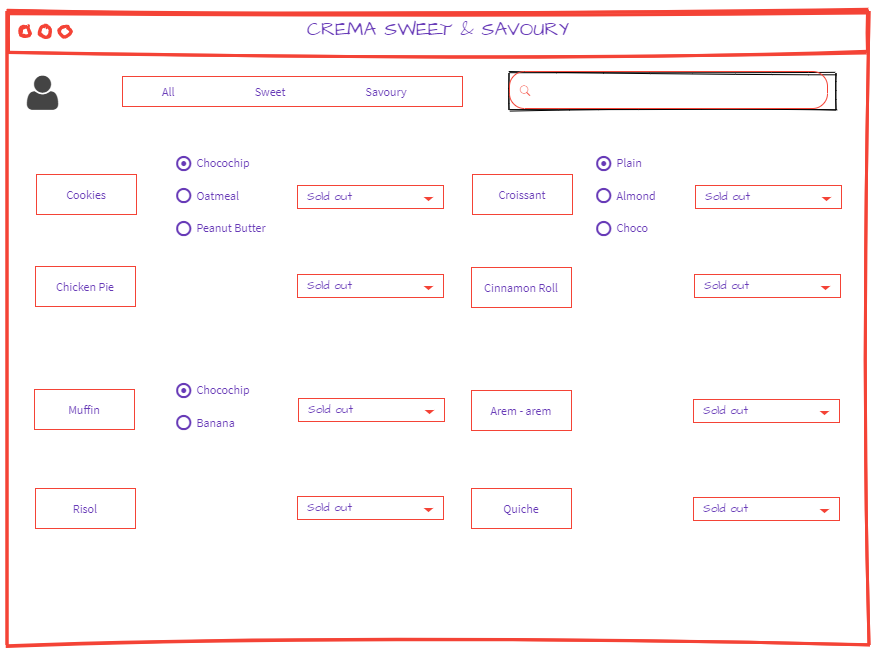 CREMA SWEET & SAVOURY
All Sweet Savoury
Chocochip
Plain
Cookies
Oatmeal
Sold out
Croissant
Almond
Sold out
Peanut Butter
Choco
Chicken Pie
Sold out
Cinnamon Roll
Sold out
Chocochip
Muffin
Sold out
Arem - arem
Sold out
Banana
Risol
Sold out
Quiche
Sold out